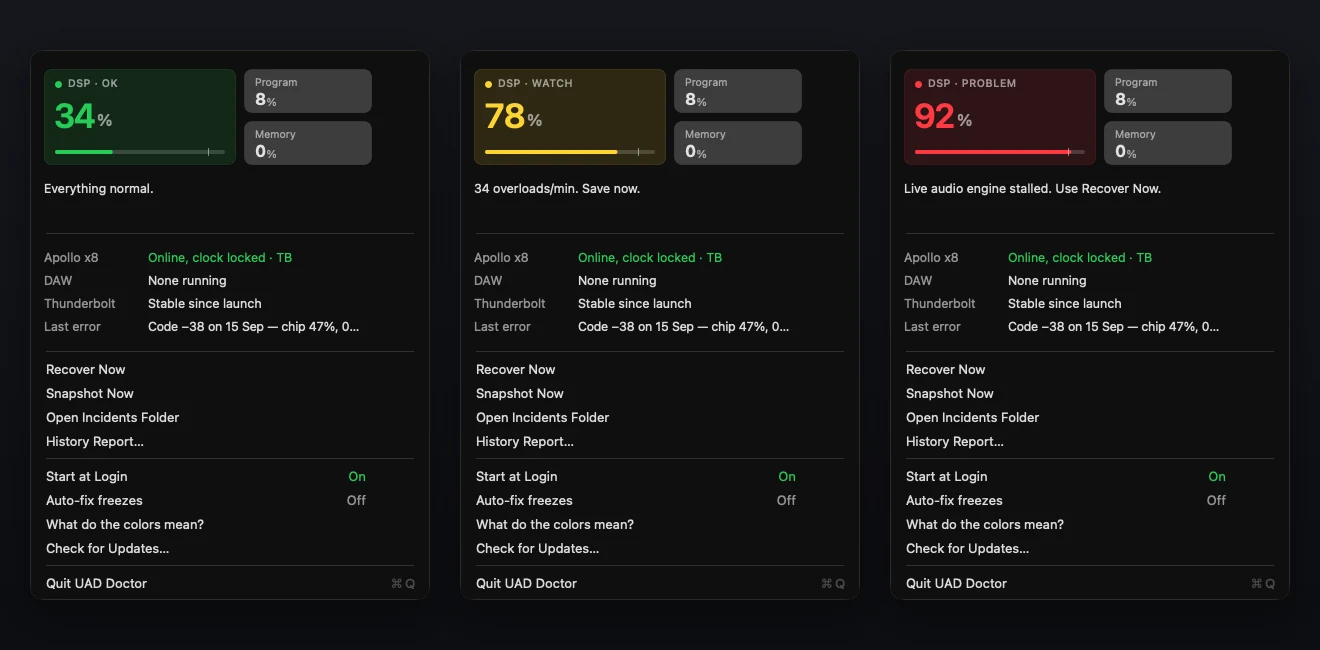 DSP · OK
34%
Program
8%
Memory
0%
Everything normal.
Apollo x8 Online, clock locked · TB
DAW None running
Thunderbolt Stable since launch
Last error Code −38 on 15 Sep — chip 47%, 0...
Recover Now
Snapshot Now
Open Incidents Folder
History Report...
Start at Login On
Auto-fix freezes Off
What do the colors mean?
Check for Updates...
Quit UAD Doctor ⌘ Q
DSP · WATCH
78%
Program
8%
Memory
0%
34 overloads/min. Save now.
Apollo x8 Online, clock locked · TB
DAW None running
Thunderbolt Stable since launch
Last error Code −38 on 15 Sep — chip 47%, 0...
Recover Now
Snapshot Now
Open Incidents Folder
History Report...
Start at Login On
Auto-fix freezes Off
What do the colors mean?
Check for Updates...
Quit UAD Doctor ⌘ Q
DSP · PROBLEM
92%
Program
8%
Memory
0%
Live audio engine stalled. Use Recover Now.
Apollo x8 Online, clock locked · TB
DAW None running
Thunderbolt Stable since launch
Last error Code −38 on 15 Sep — chip 47%, 0...
Recover Now
Snapshot Now
Open Incidents Folder
History Report...
Start at Login On
Auto-fix freezes Off
What do the colors mean?
Check for Updates...
Quit UAD Doctor ⌘ Q